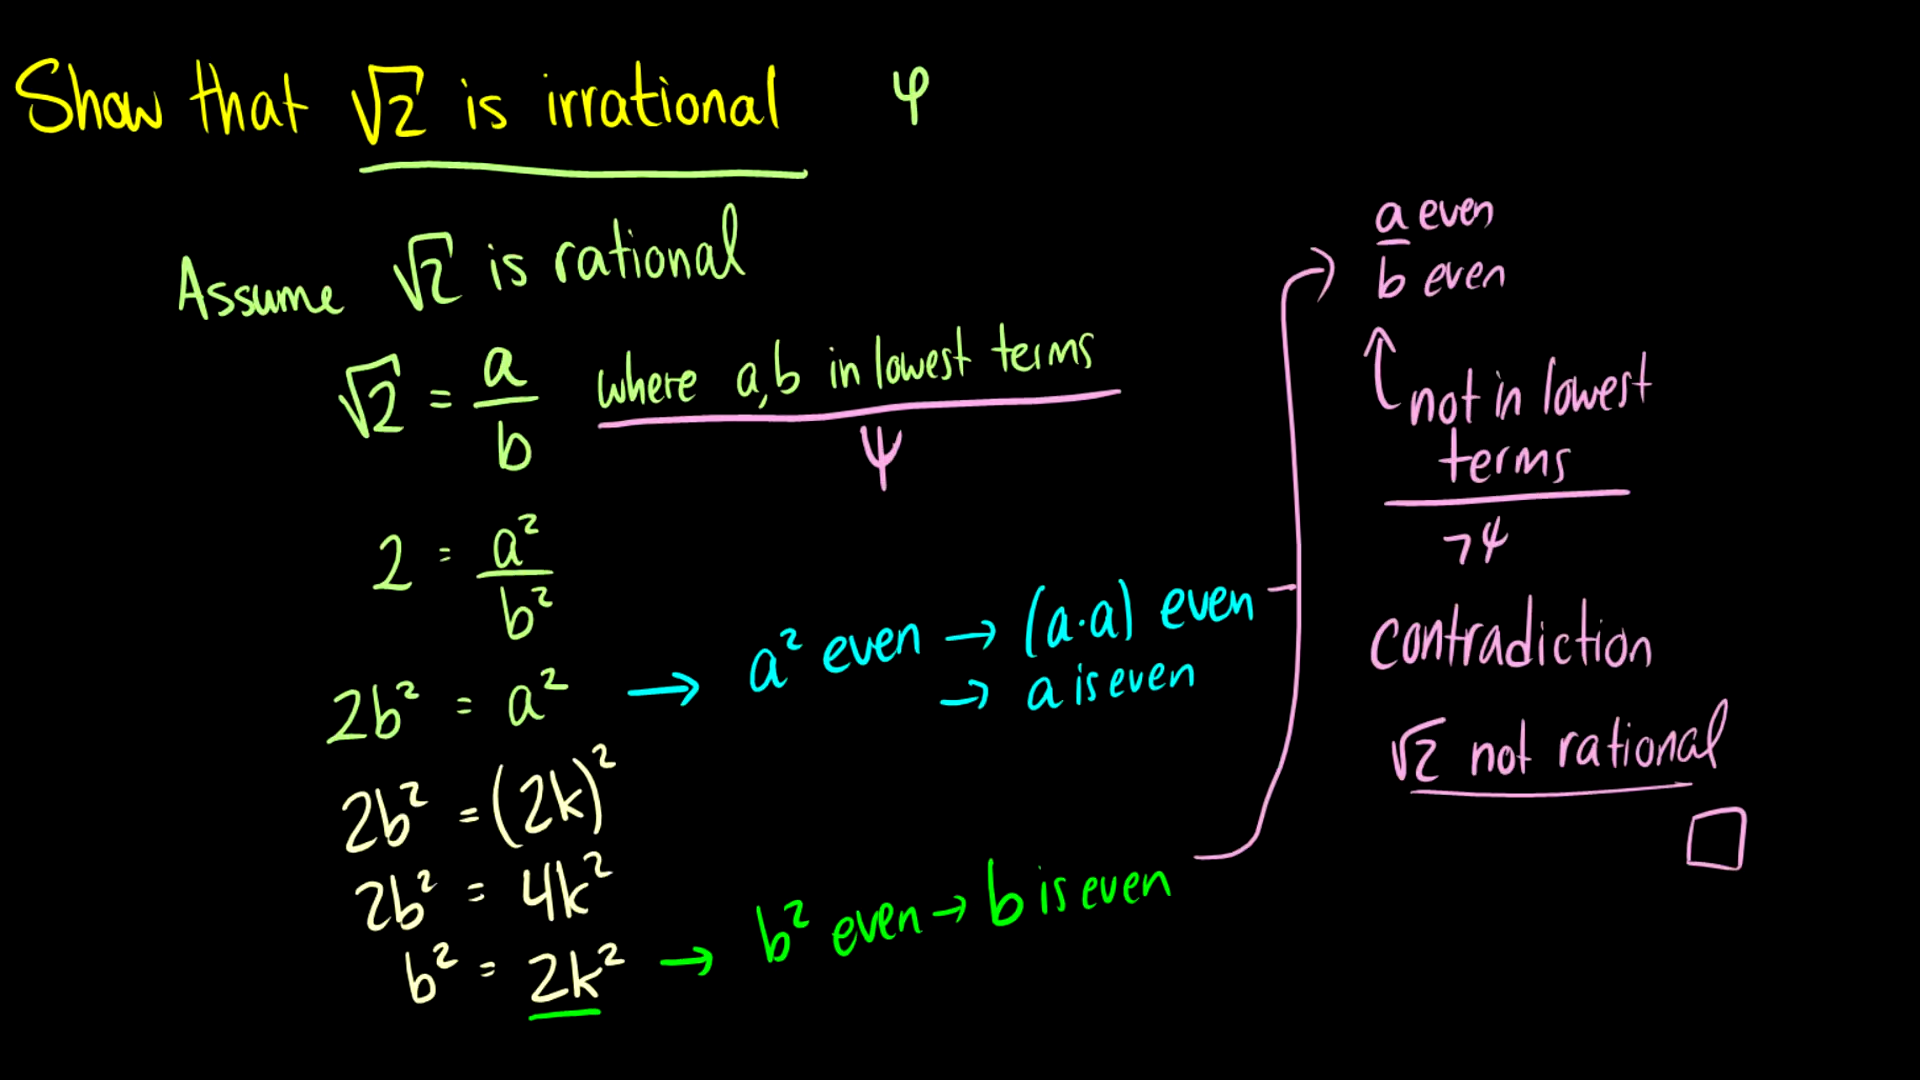 Show that √2 is irrational φ
Assume √2 is rational
√2 = a/b where a,b in lowest terms
ψ
2 = a²/b²
2b² = a² → a² even → (a·a) even
→ a is even
2b² = (2k)²
2b² = 4k²
b² = 2k² → b² even → b is even
a even
b even
not in lowest
terms
¬ψ
contradiction
√2 not rational
□